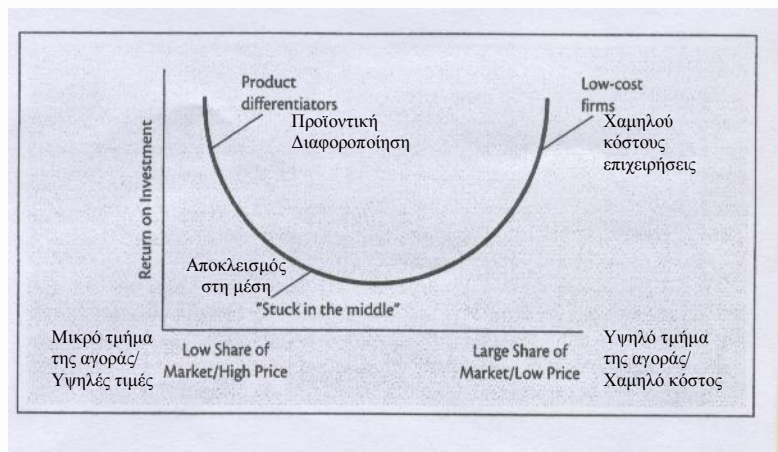 Product
differentiators
Προϊοντική
Διαφοροποίηση
Low-cost
firms
Χαμηλού
κόστους
επιχειρήσεις
Return on Investment
Αποκλεισμός
στη μέση
"Stuck in the middle"
Μικρό τμήμα
της αγοράς/
Υψηλές τιμές
Low Share of
Market/High Price
Large Share of
Market/Low Price
Υψηλό τμήμα
της αγοράς/
Χαμηλό κόστος